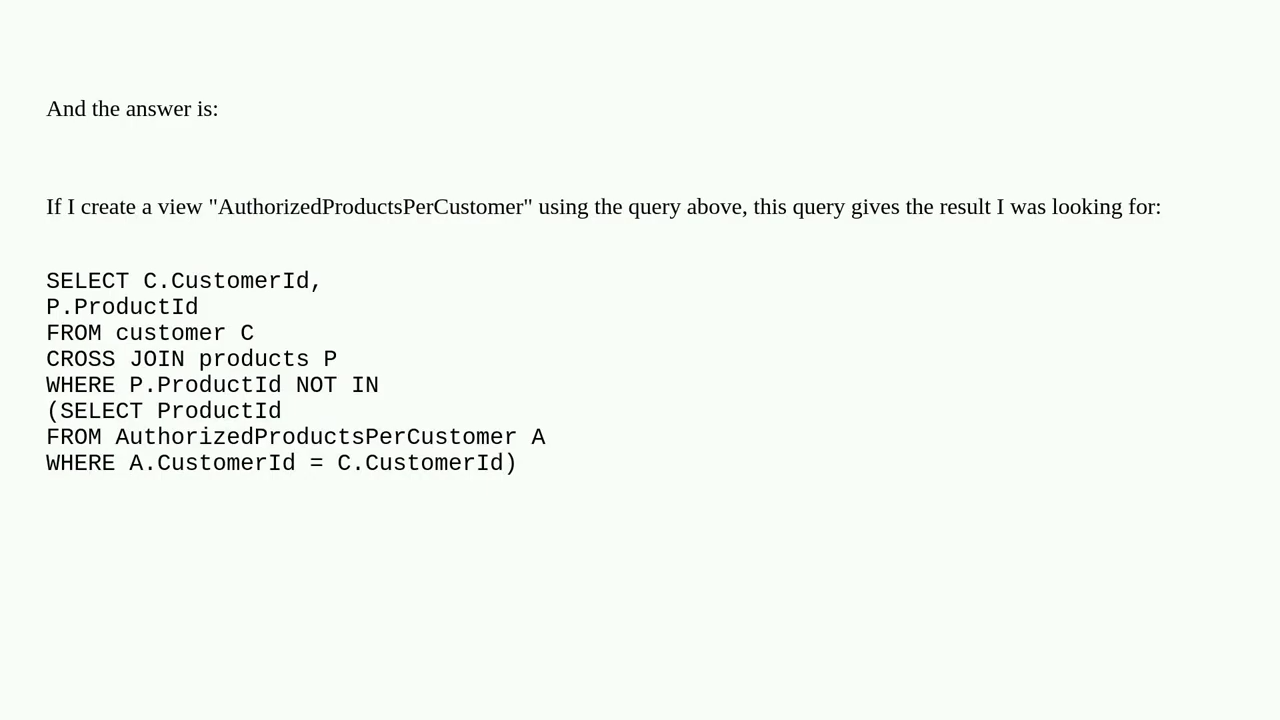 And the answer is:
If I create a view "AuthorizedProductsPerCustomer" using the query above, this query gives the result I was looking for:
SELECT C.CustomerId,
P.ProductId
FROM customer C
CROSS JOIN products P
WHERE P.ProductId NOT IN
(SELECT ProductId
FROM AuthorizedProductsPerCustomer A
WHERE A.CustomerId = C.CustomerId)